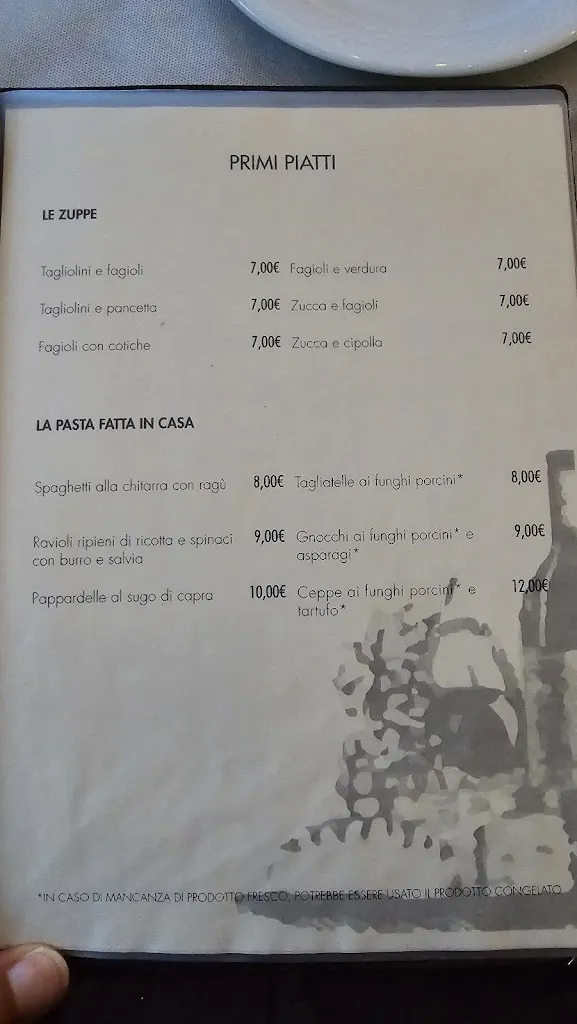 PRIMI PIATTI
LE ZUPPE
Tagliolini e fagioli 7,00€ Fagioli e verdura 7,00€
Tagliolini e pancetta 7,00€ Zucca e fagioli 7,00€
Fagioli con cotiche 7,00€ Zucca e cipolla 7,00€
LA PASTA FATTA IN CASA
Spaghetti alla chitarra con ragù 8,00€ Tagliatelle ai funghi porcini* 8,00€
Ravioli ripieni di ricotta e spinaci 9,00€ Gnocchi ai funghi porcini* e 9,00€
con burro e salvia asparagi*
Pappardelle al sugo di capra 10,00€ Ceppe ai funghi porcini* e 12,00€
tartufo*
*IN CASO DI MANCANZA DI PRODOTTO FRESCO, POTREBBE ESSERE USATO IL PRODOTTO CONGELATO